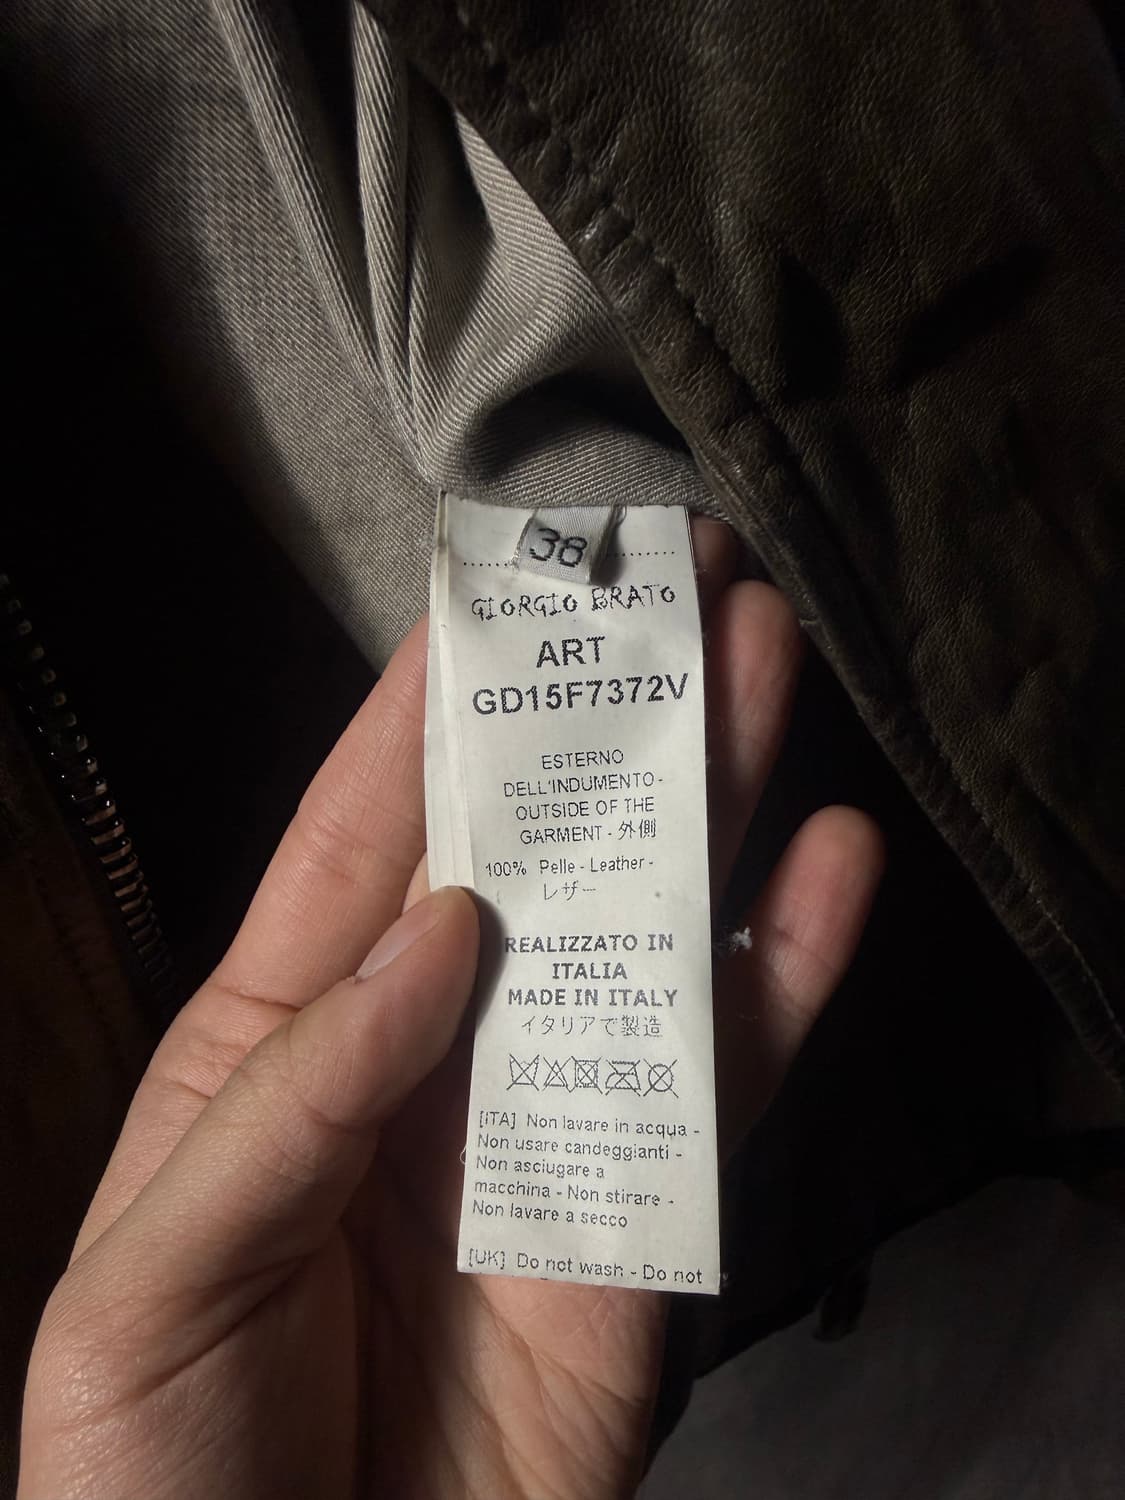 38
GIORGIO BRATO
ART
GD15F7372V
ESTERNO
DELL'INDUMENTO-
OUTSIDE OF THE
GARMENT - 外側
100% Pelle - Leather -
レザー
REALIZZATO IN
ITALIA
MADE IN ITALY
イタリアで製造
[ITA] Non lavare in acqua -
Non usare candeggianti -
Non asciugare a
macchina - Non stirare -
Non lavare a secco
[UK] Do not wash - Do not